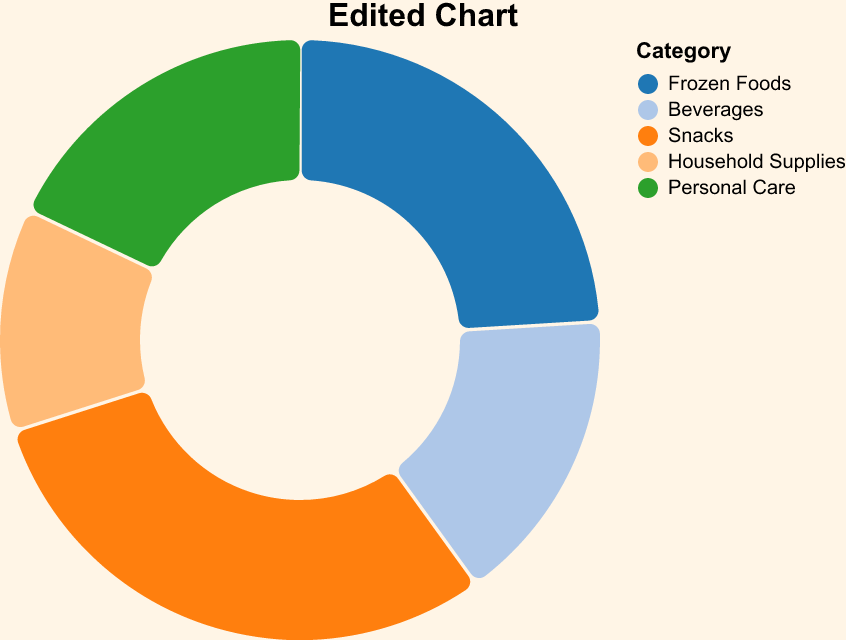 Edited Chart
Category
Frozen Foods
Beverages
Snacks
Household Supplies
Personal Care